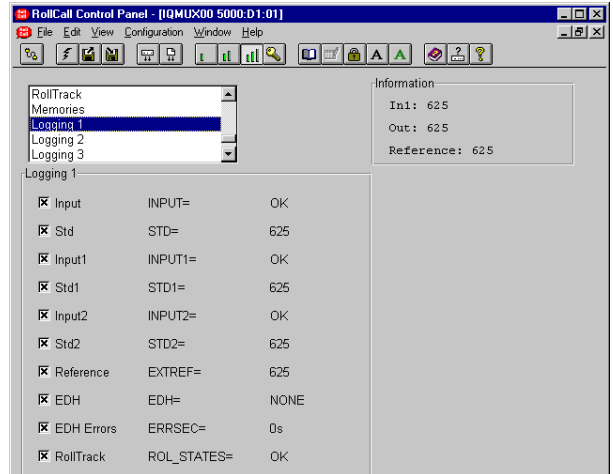 RollCall Control Panel - [IQMUX00 5000:D1:01]
File Edit View Configuration Window Help
A A
RollTrack
Memories
Logging 1
Logging 2
Logging 3
Information
In1: 625
Out: 625
Reference: 625
Logging 1
Input INPUT= OK
Std STD= 625
Input1 INPUT1= OK
Std1 STD1= 625
Input2 INPUT2= OK
Std2 STD2= 625
Reference EXTREF= 625
EDH EDH= NONE
EDH Errors ERRSEC= 0s
RollTrack ROL_STATES= OK